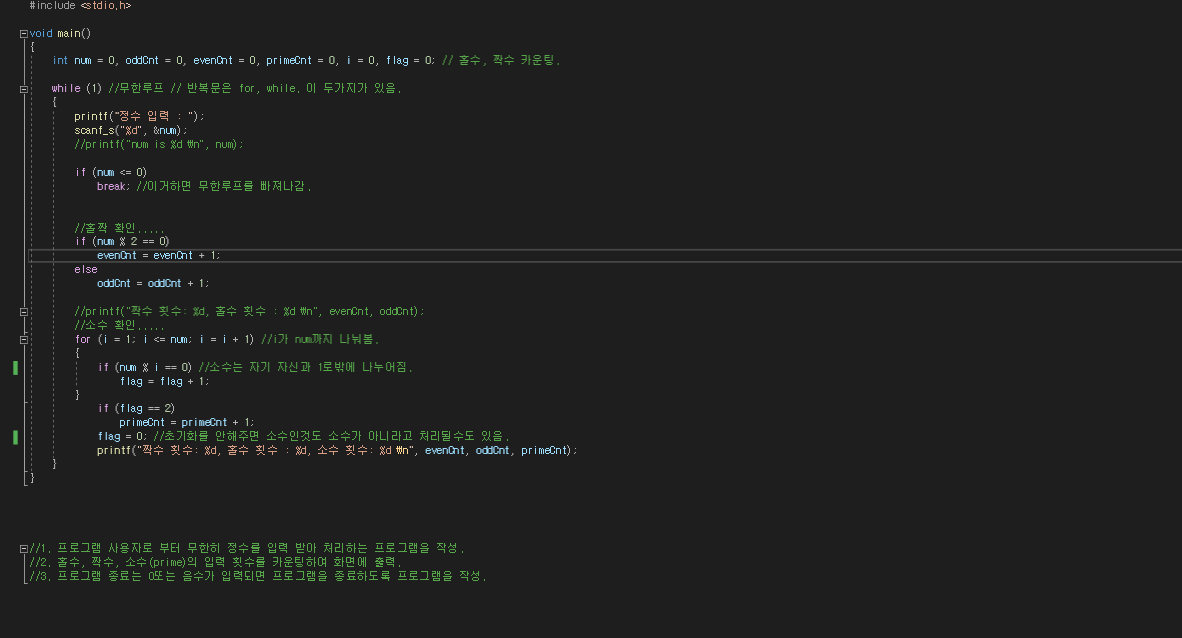 #include <stdio.h>
void main()
{
int num = 0, oddCnt = 0, evenCnt = 0, primeCnt = 0, i = 0, flag = 0; // 홀수, 짝수 카운팅.
while (1) //무한루프 // 반복문은 for, while. 이 두가지가 있음.
{
printf("정수 입력 : ");
scanf_s("%d", &num);
//printf("num is %d ₩n", num);
if (num <= 0)
break; //이거하면 무한루프를 빠져나감.
//홀짝 확인.....
if (num % 2 == 0)
evenCnt = evenCnt + 1;
else
oddCnt = oddCnt + 1;
//printf("짝수 횟수: %d, 홀수 횟수 : %d ₩n", evenCnt, oddCnt);
//소수 확인.....
for (i = 1; i <= num; i = i + 1) //i가 num까지 나눠봄.
{
if (num % i == 0) //소수는 자기 자신과 1로밖에 나누어짐.
flag = flag + 1;
}
if (flag == 2)
primeCnt = primeCnt + 1;
flag = 0; //초기화를 안해주면 소수인것도 소수가 아니라고 처리될수도 있음.
printf("짝수 횟수: %d, 홀수 횟수 : %d, 소수 횟수: %d ₩n", evenCnt, oddCnt, primeCnt);
}
}
//1. 프로그램 사용자로 부터 무한히 정수를 입력 받아 처리하는 프로그램을 작성.
//2. 홀수, 짝수, 소수(prime)의 입력 횟수를 카운팅하여 화면에 출력.
//3. 프로그램 종료는 0또는 음수가 입력되면 프로그램을 종료하도록 프로그램을 작성.